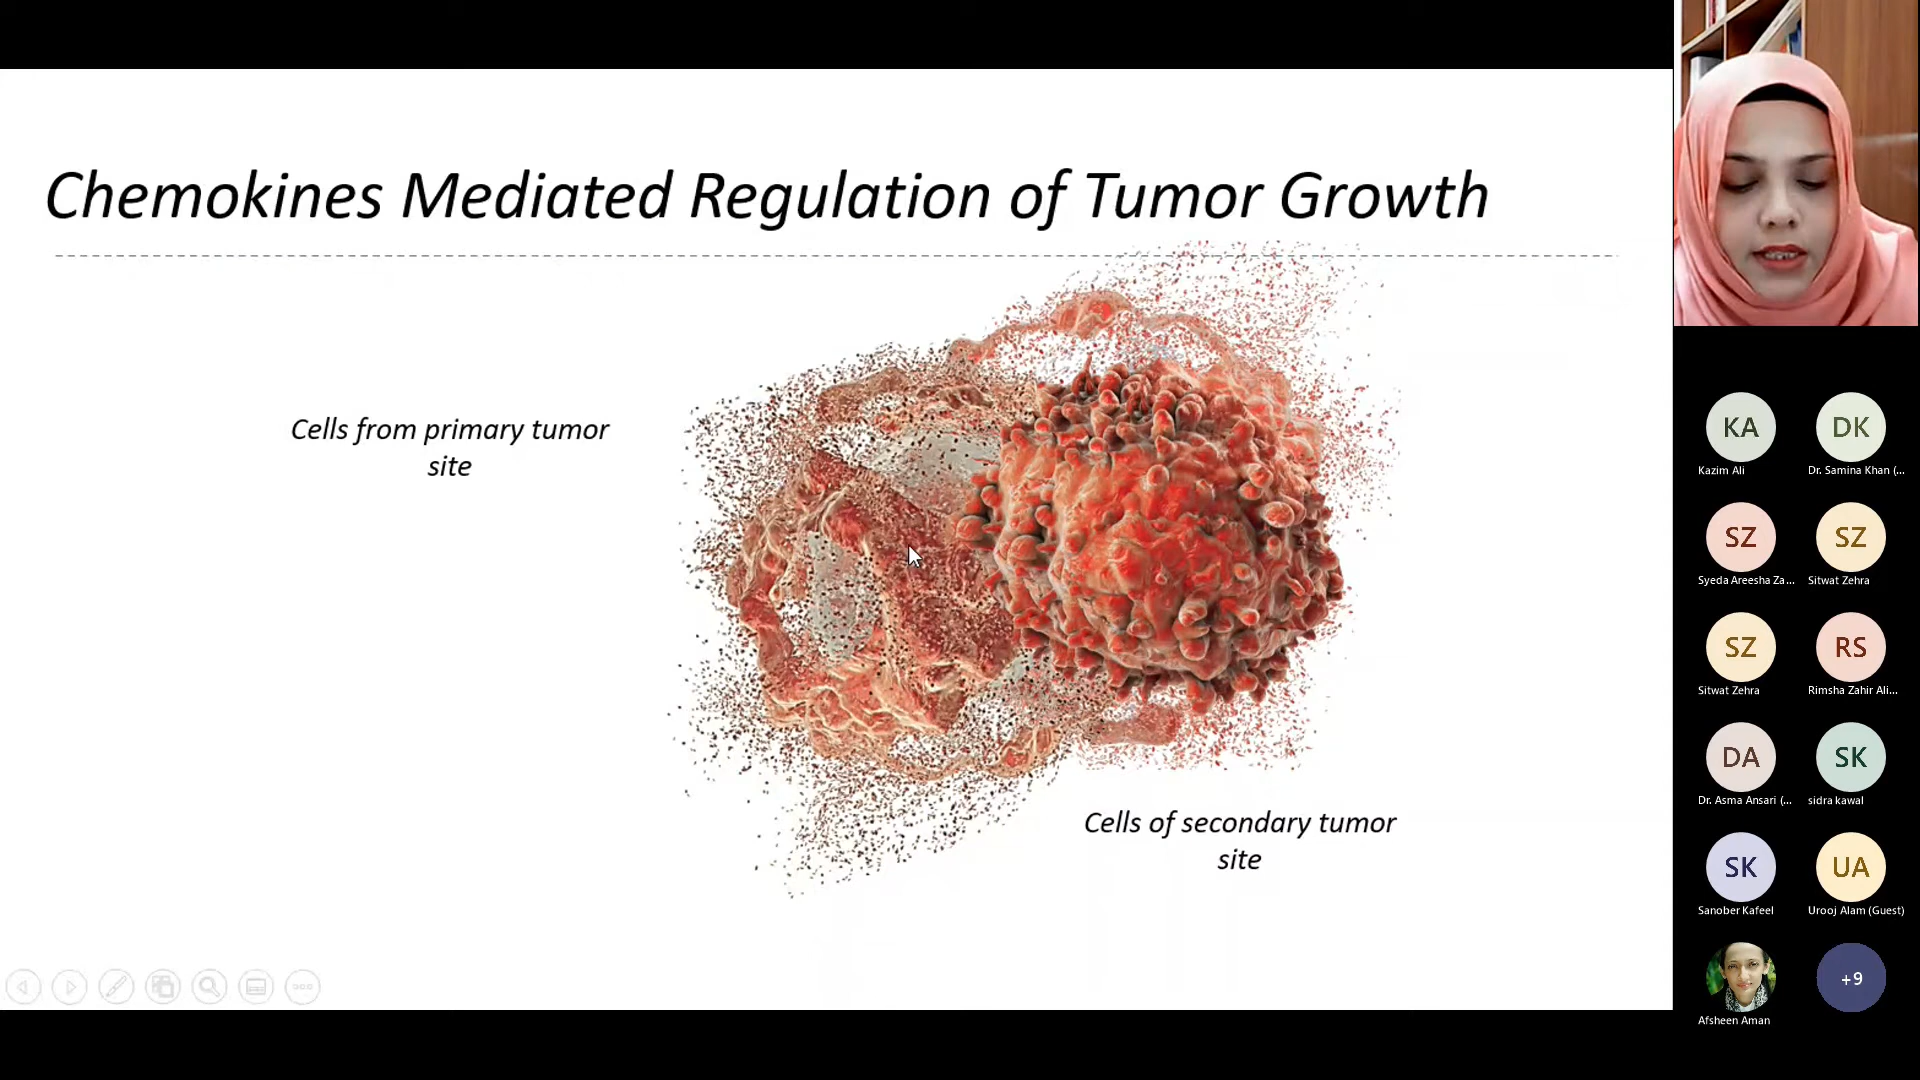 Chemokines Mediated Regulation of Tumor Growth
Cells from primary tumor
site
Cells of secondary tumor
site
KA
Kazim Ali
DK
Dr. Samina Khan (...
SZ
Syeda Areesha Za...
SZ
Sitwat Zehra
SZ
Sitwat Zehra
RS
Rimsha Zahir Ali...
DA
Dr. Asma Ansari (...
SK
sidra kawal
SK
Sanober Kafeel
UA
Urooj Alam (Guest)
Afsheen Aman
+9